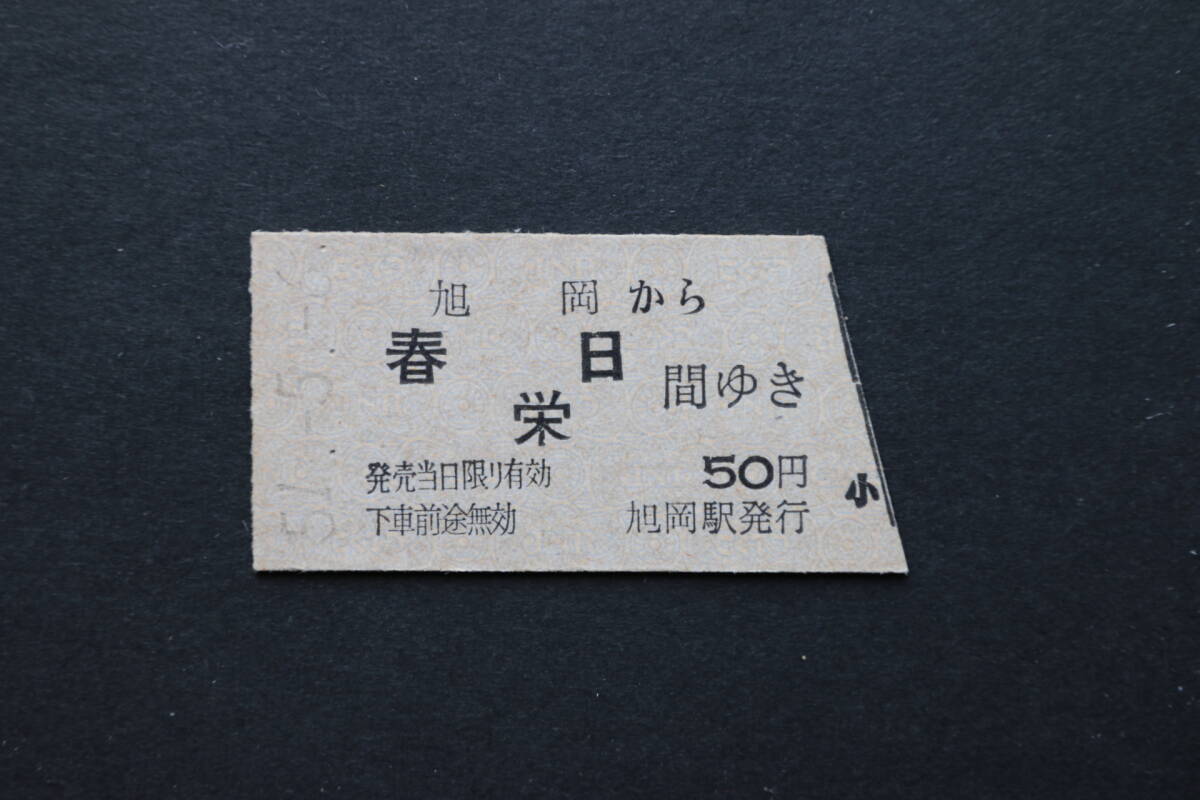 旭岡から
春日
栄
間ゆき
発売当日限り有効
50円
下車前途無効
旭岡駅発行
小